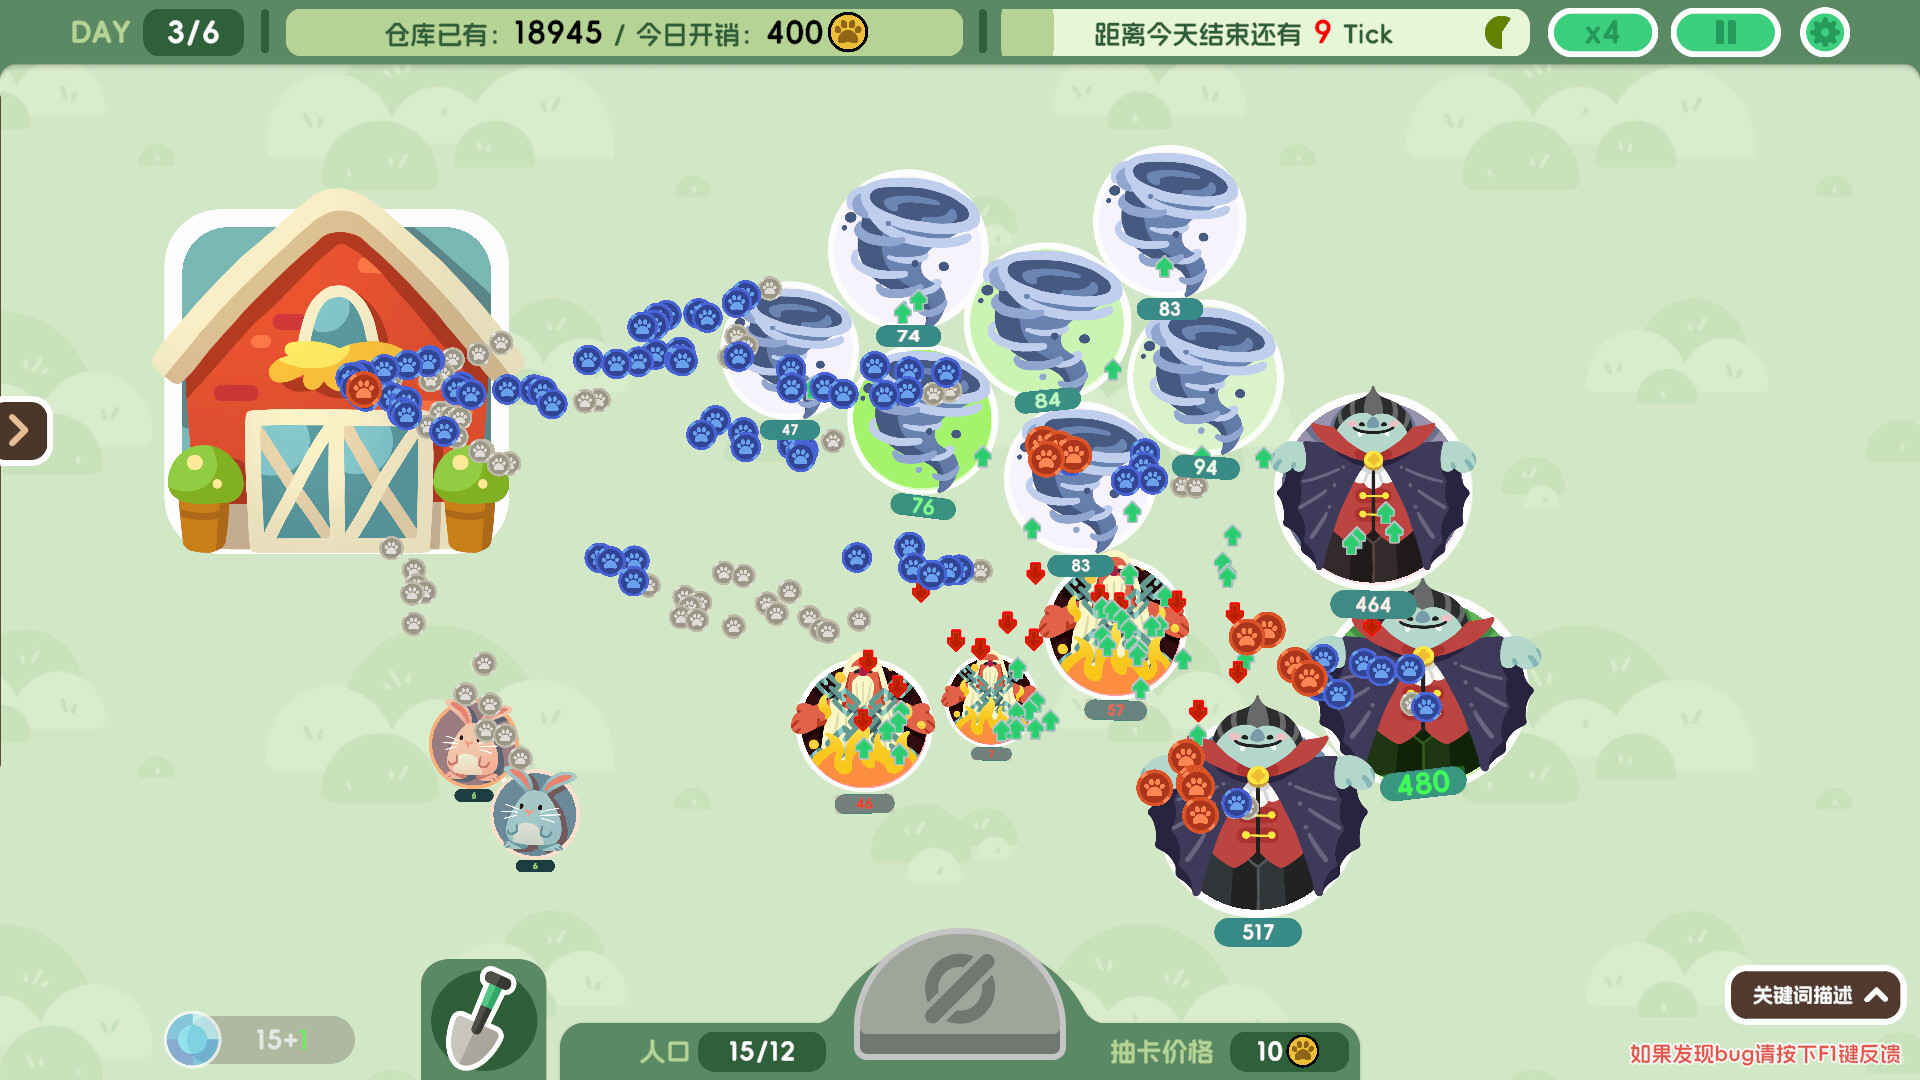 DAY 3/6
仓库已有: 18945 / 今日开销: 400
距离今天结束还有 9 Tick
x4
83
74
84
47
94
76
83
464
57
480
46
6
6
517
15+1
人口 15/12
抽卡价格 10
关键词描述
如果发现bug请按下F1键反馈